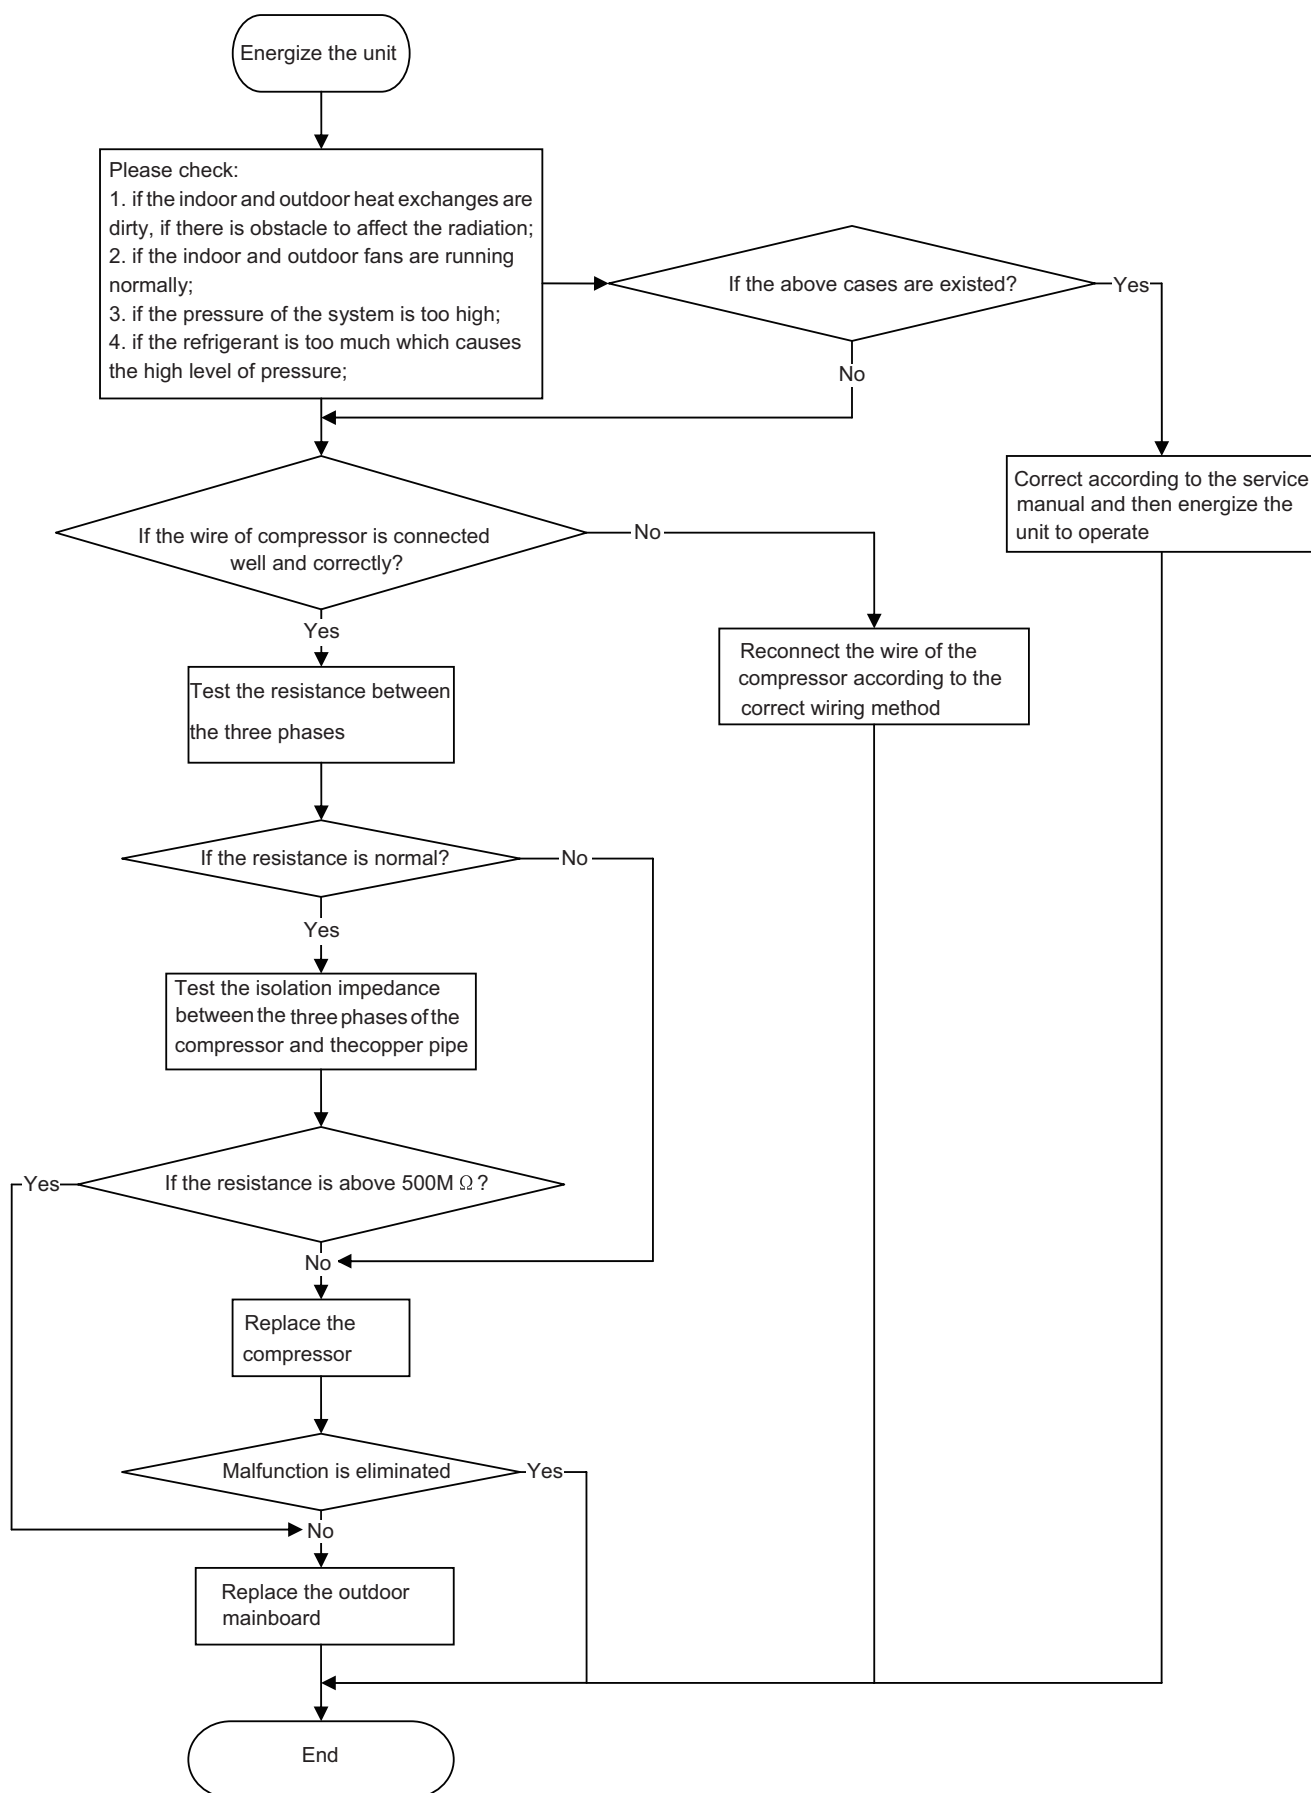 Energize the unit
Please check:
1. if the indoor and outdoor heat exchanges are
dirty, if there is obstacle to affect the radiation;
2. if the indoor and outdoor fans are running
normally;
3. if the pressure of the system is too high;
4. if the refrigerant is too much which causes
the high level of pressure;
If the above cases are existed?
Yes
No
Correct according to the service
manual and then energize the
unit to operate
If the wire of compressor is connected
well and correctly?
No
Yes
Reconnect the wire of the
compressor according to the
correct wiring method
Test the resistance between
the three phases
If the resistance is normal?
No
Yes
Test the isolation impedance
between the three phases of the
compressor and thecopper pipe
If the resistance is above 500M Ω ?
Yes
No
Replace the
compressor
Malfunction is eliminated
Yes
No
Replace the outdoor
mainboard
End